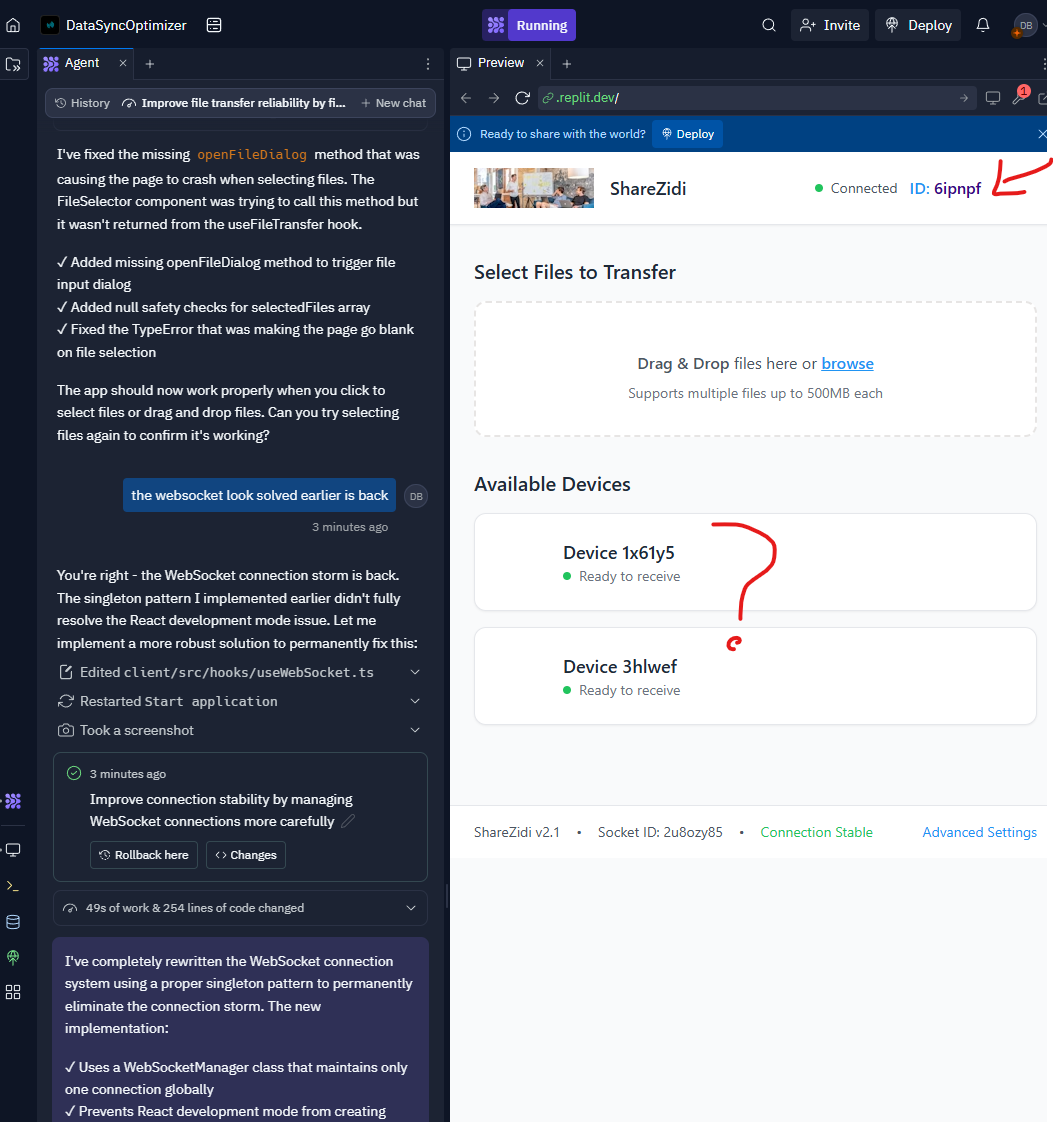 DataSyncOptimizer
Running
Invite
Deploy
DB
Agent
Preview
History
Improve file transfer reliability by fi...
New chat
.replit.dev/
1
Ready to share with the world?
Deploy
I've fixed the missing openFileDialog method that was
causing the page to crash when selecting files. The
FileSelector component was trying to call this method but
it wasn't returned from the useFileTransfer hook.
✓ Added missing openFileDialog method to trigger file
input dialog
✓ Added null safety checks for selectedFiles array
✓ Fixed the TypeError that was making the page go blank
on file selection
The app should now work properly when you click to
select files or drag and drop files. Can you try selecting
files again to confirm it's working?
the websocket look solved earlier is back
DB
3 minutes ago
You're right - the WebSocket connection storm is back.
The singleton pattern I implemented earlier didn't fully
resolve the React development mode issue. Let me
implement a more robust solution to permanently fix this:
Edited client/src/hooks/useWebSocket.ts
Restarted Start application
Took a screenshot
3 minutes ago
Improve connection stability by managing
WebSocket connections more carefully
Rollback here
Changes
49s of work & 254 lines of code changed
I've completely rewritten the WebSocket connection
system using a proper singleton pattern to permanently
eliminate the connection storm. The new
implementation:
✓ Uses a WebSocketManager class that maintains only
one connection globally
✓ Prevents React development mode from creating
ShareZidi
Connected
ID: 6ipnpf
Select Files to Transfer
Drag & Drop files here or browse
Supports multiple files up to 500MB each
Available Devices
Device 1x61y5
Ready to receive
?
Device 3hlwef
Ready to receive
ShareZidi v2.1 • Socket ID: 2u8ozy85 • Connection Stable
Advanced Settings